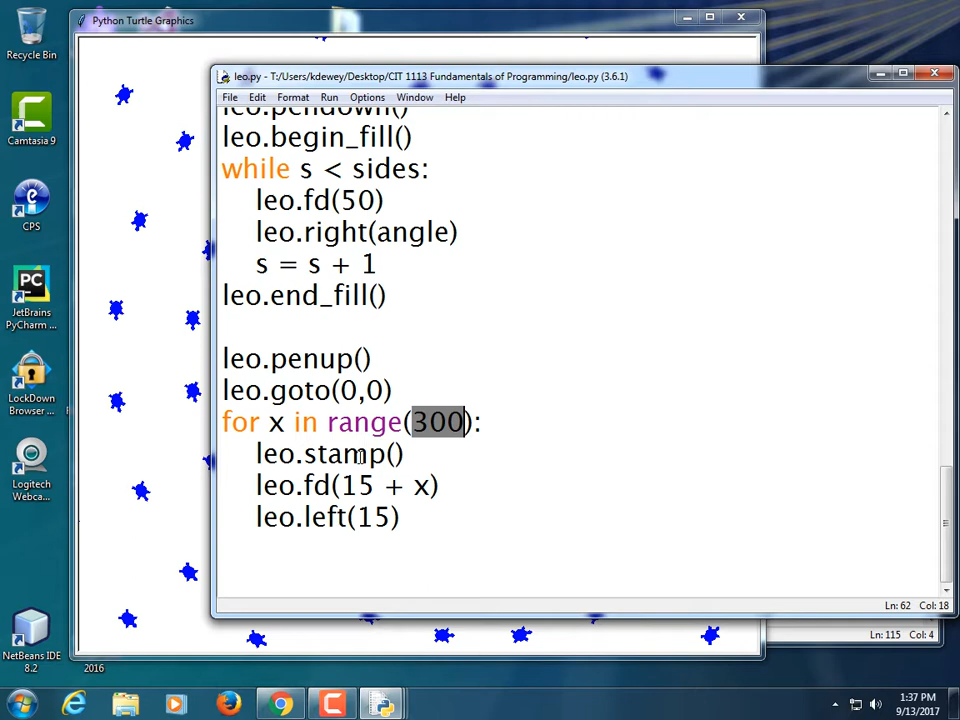 Recycle Bin
Camtasia 9
CPS
JetBrains
PyCharm ...
LockDown
Browser ...
Logitech
Webca...
NetBeans IDE
8.2
2016
Python Turtle Graphics
leo.py - T:/Users/kdewey/Desktop/CIT 1113 Fundamentals of Programming/leo.py (3.6.1)
File Edit Format Run Options Window Help
leo.pendown()
leo.begin_fill()
while s < sides:
    leo.fd(50)
    leo.right(angle)
    s = s + 1
leo.end_fill()
leo.penup()
leo.goto(0,0)
for x in range(300):
    leo.stamp()
    leo.fd(15 + x)
    leo.left(15)
Ln: 62 Col: 18
Ln: 115 Col: 4
1:37 PM
9/13/2017